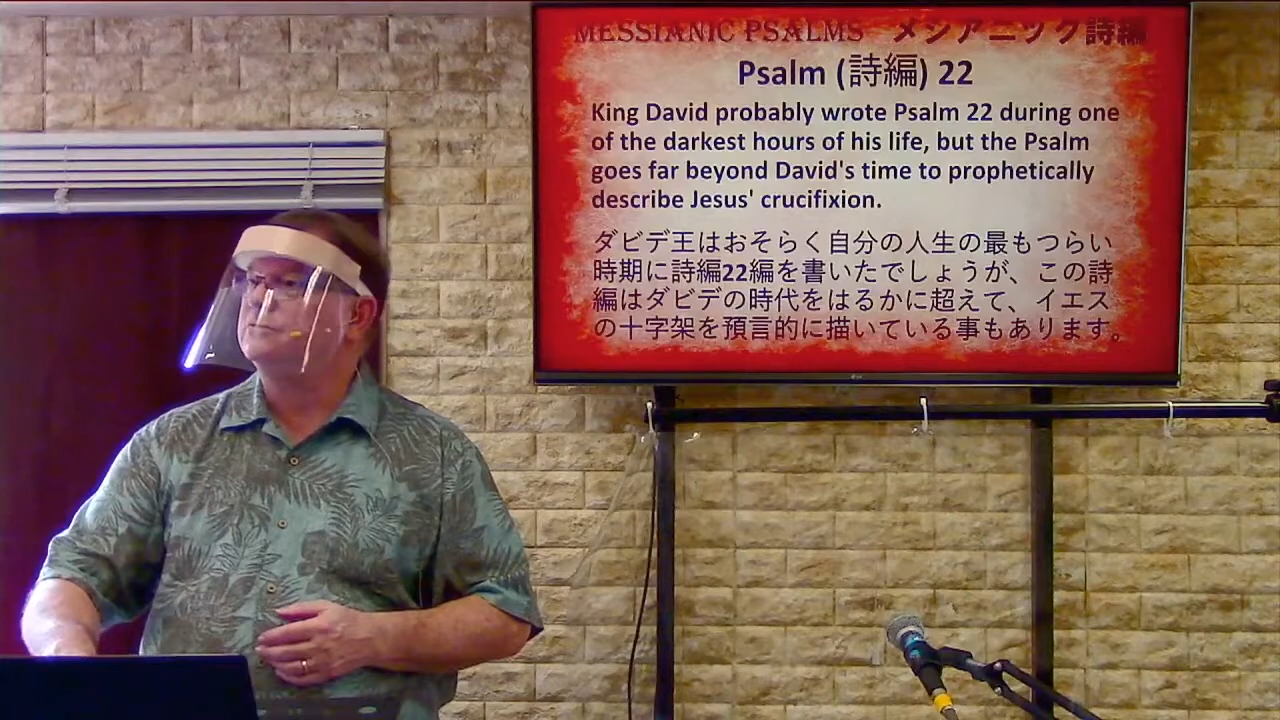 MESSIANIC PSALMS メシアニック詩編
Psalm (詩編) 22
King David probably wrote Psalm 22 during one
of the darkest hours of his life, but the Psalm
goes far beyond David's time to prophetically
describe Jesus' crucifixion.
ダビデ王はおそらく自分の人生の最もつらい
時期に詩編22編を書いたでしょうが、この詩
編はダビデの時代をはるかに超えて、イエス
の十字架を預言的に描いている事もあります。
LG